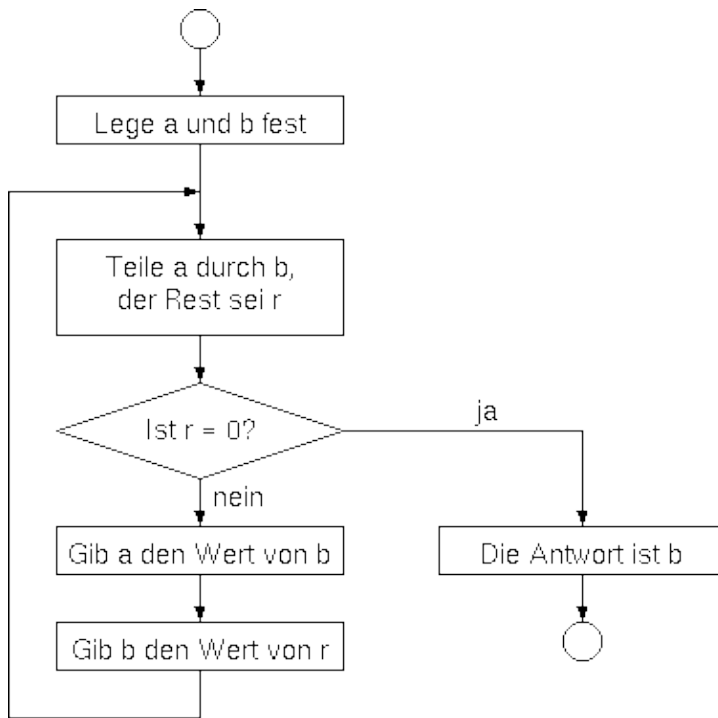 Lege a und b fest
Teile a durch b,
der Rest sei r
Ist r = 0?
ja
nein
Gib a den Wert von b
Die Antwort ist b
Gib b den Wert von r